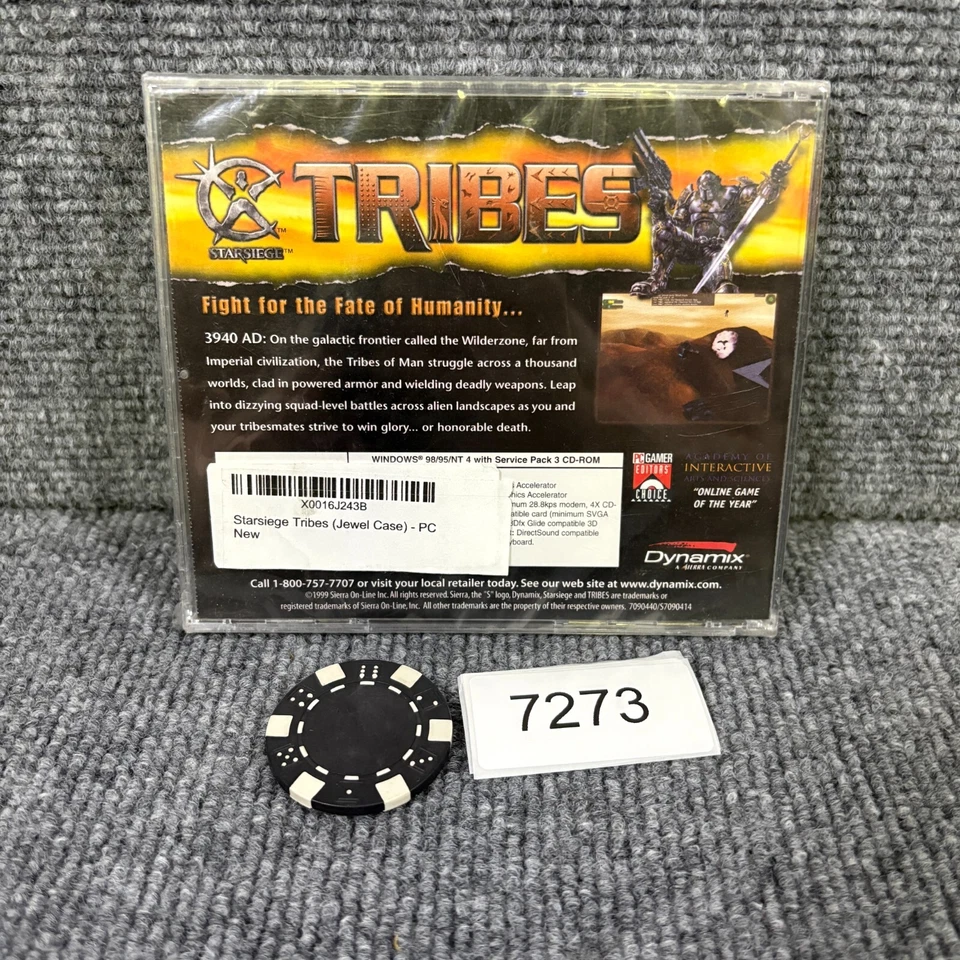 TRIBES
STARSIEGE™
Fight for the Fate of Humanity...
3940 AD: On the galactic frontier called the Wilderzone, far from
Imperial civilization, the Tribes of Man struggle across a thousand
worlds, clad in powered armor and wielding deadly weapons. Leap
into dizzying squad-level battles across alien landscapes as you and
your tribesmates strive to win glory... or honorable death.
WINDOWS® 98/95/NT 4 with Service Pack 3 CD-ROM
Accelerator
Accelerator
28.8kps modem, 4X CD-
card (minimum SVGA
3Dfx Glide compatible 3D
DirectSound compatible
X0016J243B
Starsiege Tribes (Jewel Case) - PC
New
PC GAMER
EDITORS'
CHOICE
ACADEMY OF
INTERACTIVE
ARTS AND SCIENCES
"ONLINE GAME
OF THE YEAR"
Dynamix
A SIERRA COMPANY
Call 1-800-757-7707 or visit your local retailer today. See our web site at www.dynamix.com.
©1999 Sierra On-Line Inc. All rights reserved. Sierra, the "S" logo, Dynamix, Starsiege and TRIBES are trademarks or
registered trademarks of Sierra On-Line, Inc. All other trademarks are the property of their respective owners. 7090440/S7090414
7273